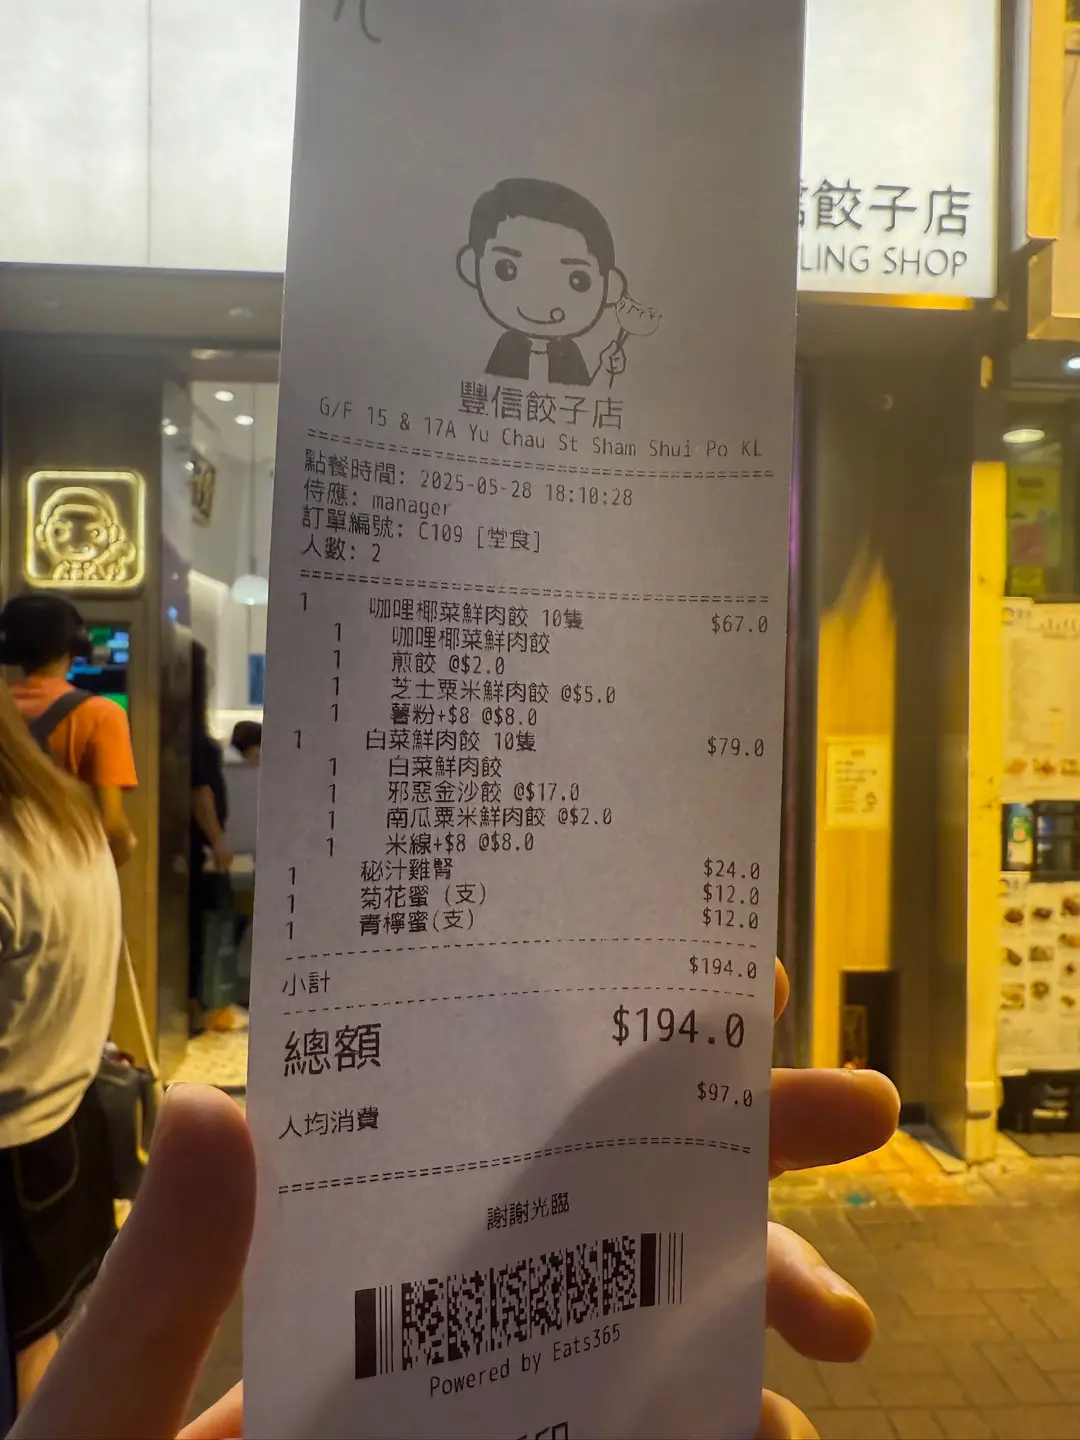 豐信餃子店
G/F 15 & 17A Yu Chau St Sham Shui Po KL
點餐時間: 2025-05-28 18:10:28
侍應: manager
訂單編號: C109 [堂食]
人數: 2
1 咖哩椰菜鮮肉餃 10隻 $67.0
1 咖哩椰菜鮮肉餃
1 煎餃 @$2.0
1 芝士粟米鮮肉餃 @$5.0
1 薯粉+$8 @$8.0
1 白菜鮮肉餃 10隻 $79.0
1 白菜鮮肉餃
1 邪惡金沙餃 @$17.0
1 南瓜粟米鮮肉餃 @$2.0
1 米線+$8 @$8.0
1 秘汁雞腎 $24.0
1 菊花蜜 (支) $12.0
1 青檸蜜(支) $12.0
小計 $194.0
總額 $194.0
人均消費 $97.0
謝謝光臨
Powered by Eats365
信餃子店
LING SHOP